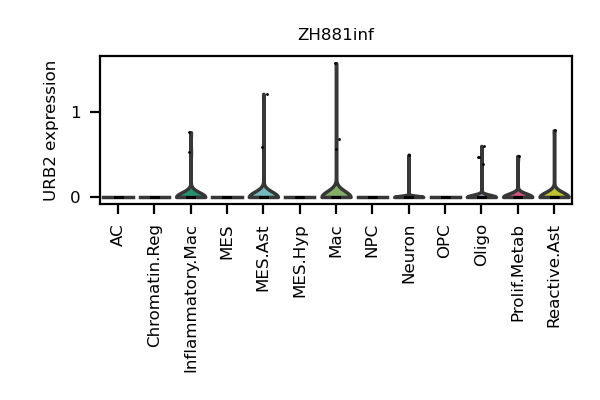 ZH881inf
URB2 expression
1
0
AC
Chromatin.Reg
Inflammatory.Mac
MES
MES.Ast
MES.Hyp
Mac
NPC
Neuron
OPC
Oligo
Prolif.Metab
Reactive.Ast